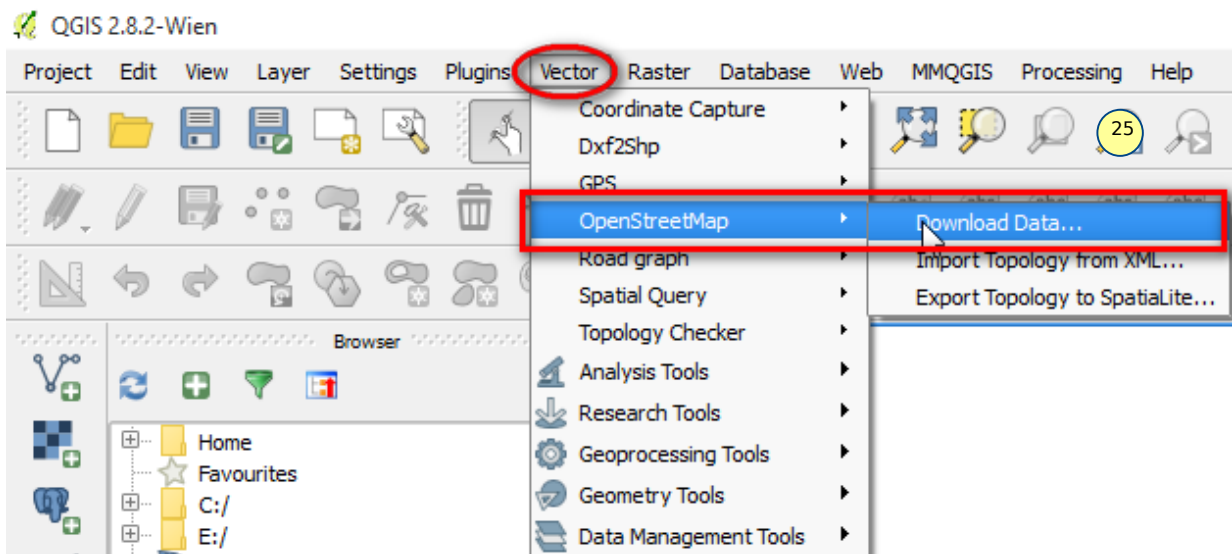 QGIS 2.8.2-Wien
Project Edit View Layer Settings Plugins Vector Raster Database Web MMQGIS Processing Help
Coordinate Capture
25
Dxf2Shp
GPS
OpenStreetMap
Download Data...
Road graph
Import Topology from XML...
Spatial Query
Export Topology to SpatiaLite...
Topology Checker
Browser
Analysis Tools
Research Tools
Home
Geoprocessing Tools
Favourites
Geometry Tools
C:/
Data Management Tools
E:/